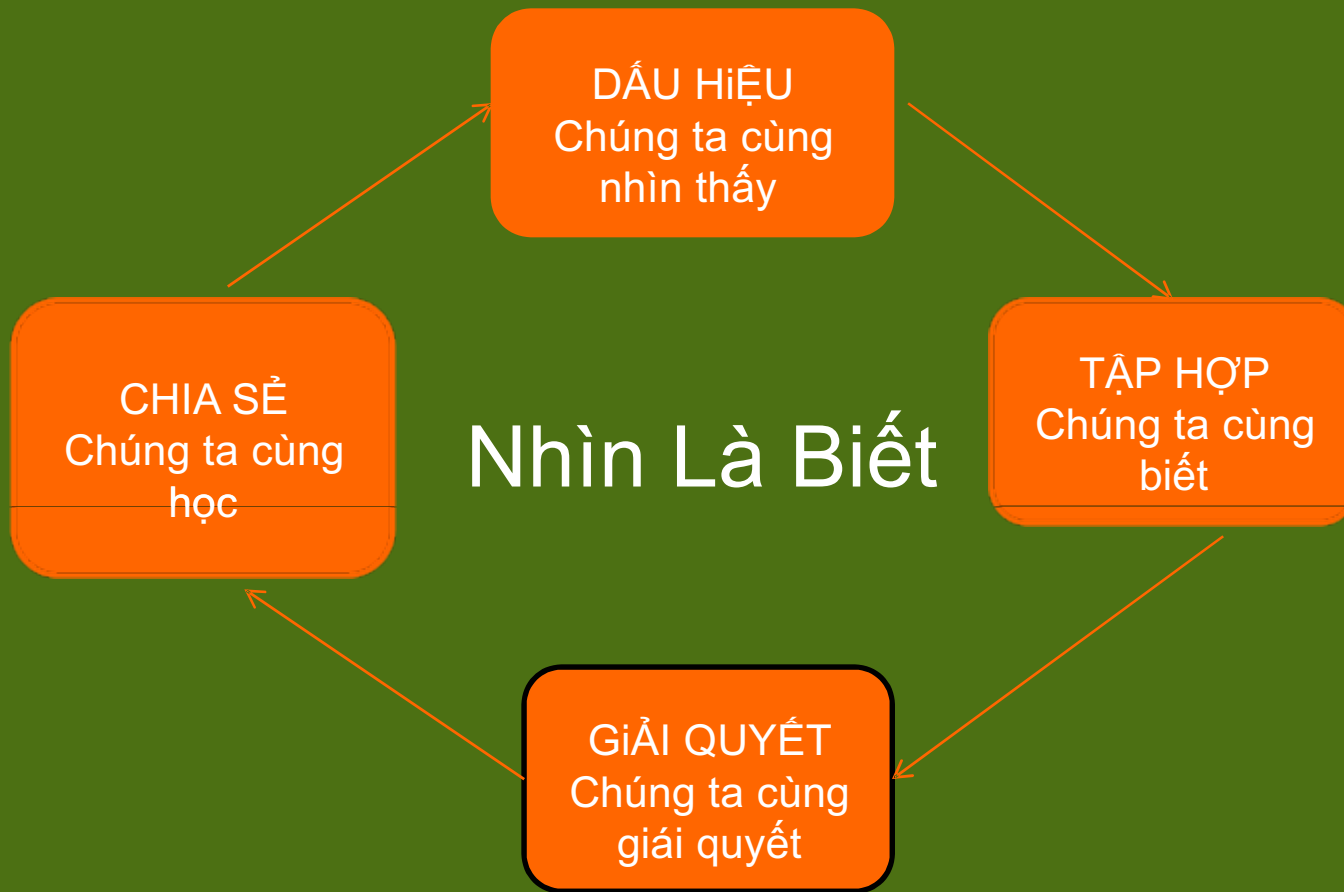 DẤU HiỆU
Chúng ta cùng
nhìn thấy
TẬP HỢP
Chúng ta cùng
biết
CHIA SẺ
Chúng ta cùng
học
Nhìn Là Biết
GiẢI QUYẾT
Chúng ta cùng
giái quyết